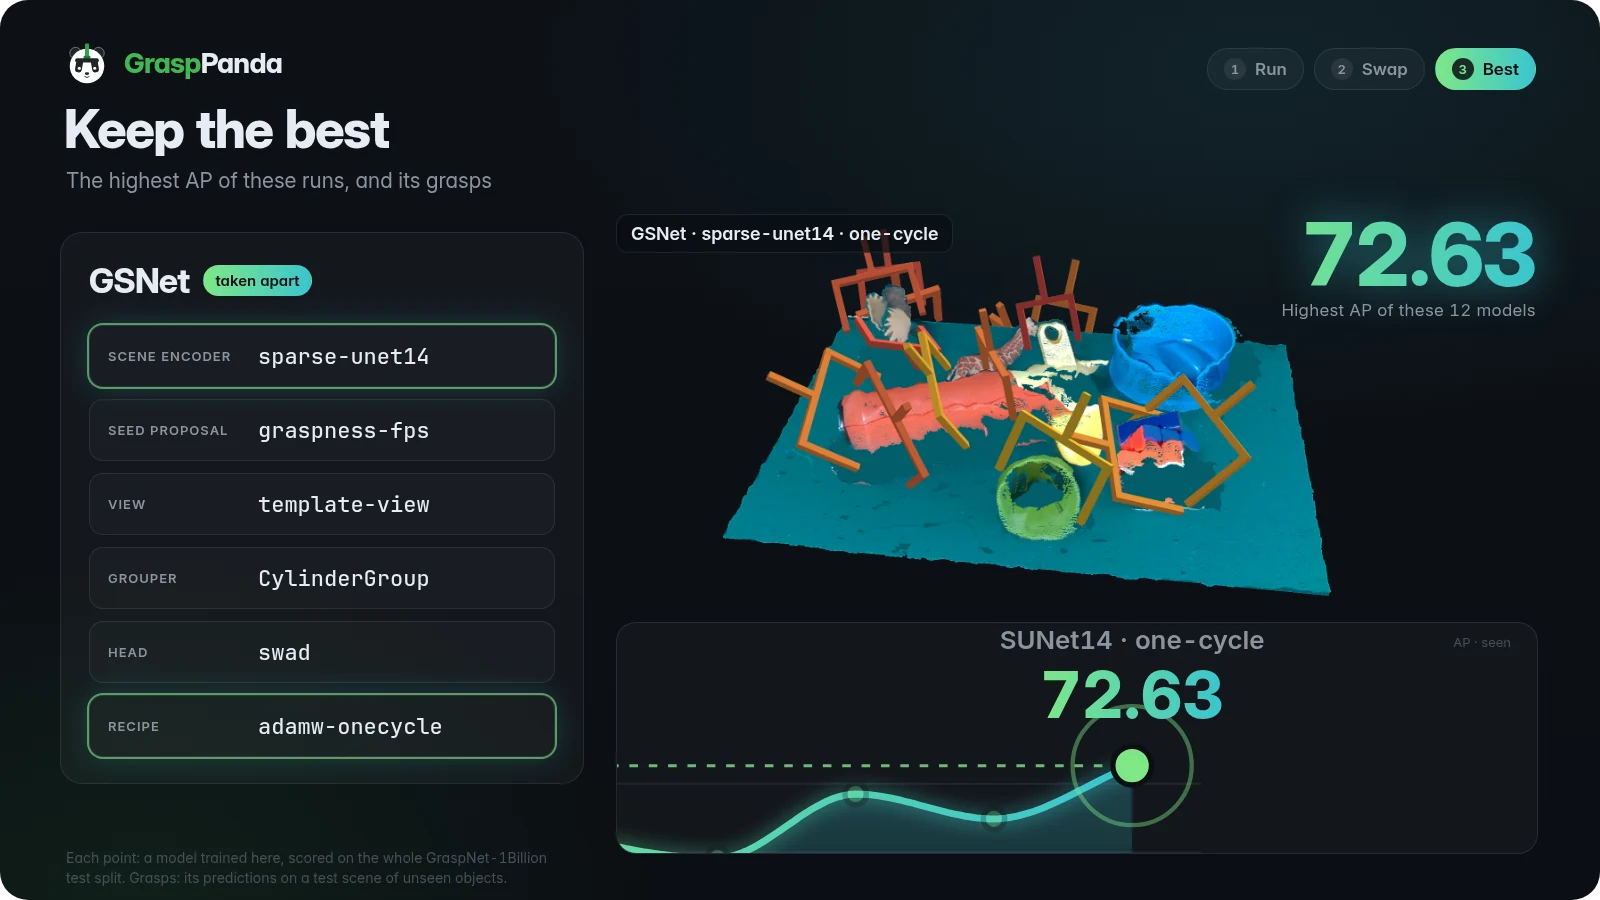 GraspPanda
1 Run
2 Swap
3 Best
Keep the best
The highest AP of these runs, and its grasps
GSNet taken apart
SCENE ENCODER sparse-unet14
SEED PROPOSAL graspness-fps
VIEW template-view
GROUPER CylinderGroup
HEAD swad
RECIPE adamw-onecycle
Each point: a model trained here, scored on the whole GraspNet-1Billion
test split. Grasps: its predictions on a test scene of unseen objects.
GSNet · sparse-unet14 · one-cycle
72.63
Highest AP of these 12 models
SUNet14 · one-cycle
AP · seen
72.63